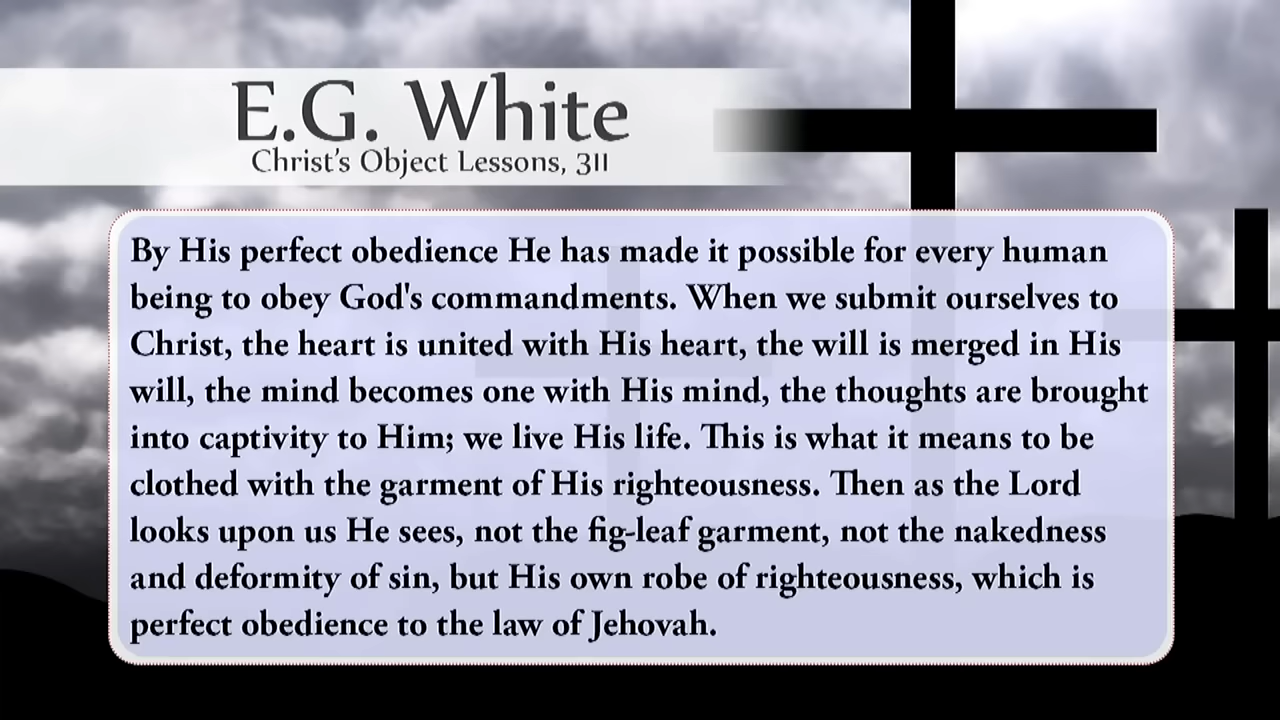 E.G. White
Christ's Object Lessons, 311
By His perfect obedience He has made it possible for every human
being to obey God's commandments. When we submit ourselves to
Christ, the heart is united with His heart, the will is merged in His
will, the mind becomes one with His mind, the thoughts are brought
into captivity to Him; we live His life. This is what it means to be
clothed with the garment of His righteousness. Then as the Lord
looks upon us He sees, not the fig-leaf garment, not the nakedness
and deformity of sin, but His own robe of righteousness, which is
perfect obedience to the law of Jehovah.